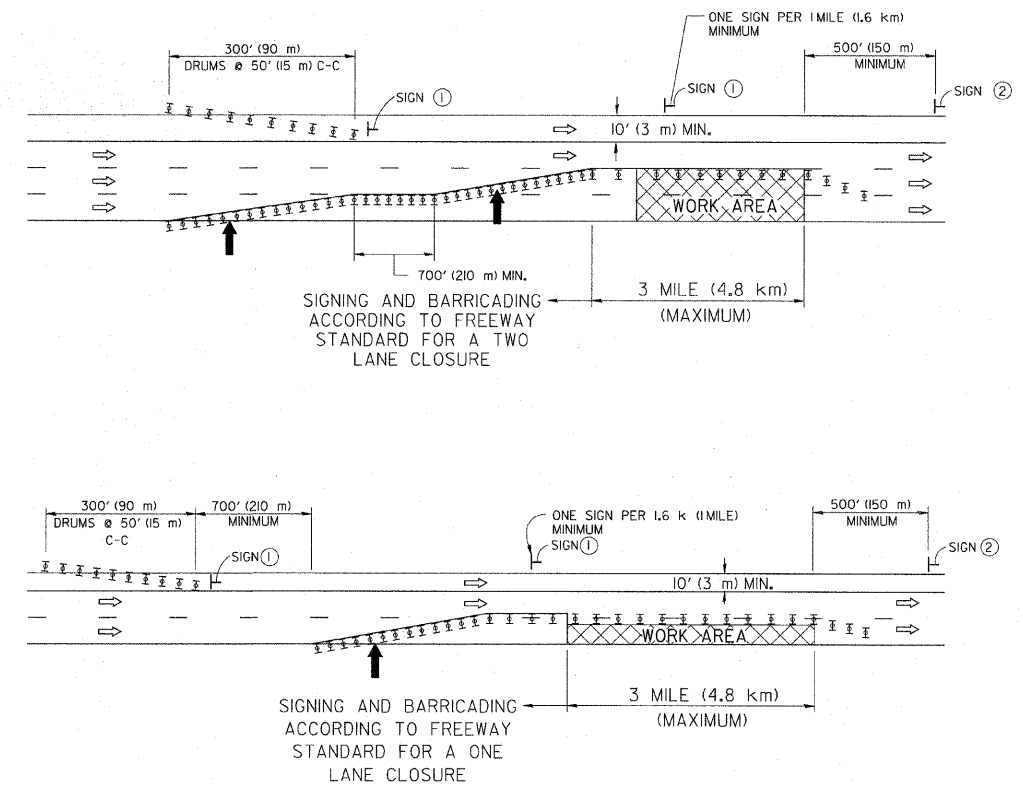 ONE SIGN PER 1 MILE (1.6 km)
MINIMUM
300' (90 m)
DRUMS @ 50' (15 m) C-C
500' (150 m)
MINIMUM
SIGN 1
SIGN 1
SIGN 2
10' (3 m) MIN.
WORK AREA
700' (210 m) MIN.
3 MILE (4.8 km)
(MAXIMUM)
SIGNING AND BARRICADING
ACCORDING TO FREEWAY
STANDARD FOR A TWO
LANE CLOSURE
300' (90 m)
DRUMS @ 50' (15 m)
C-C
700' (210 m)
MINIMUM
ONE SIGN PER 1.6 k (1 MILE)
MINIMUM
SIGN 1
500' (150 m)
MINIMUM
SIGN 1
SIGN 2
10' (3 m) MIN.
WORK AREA
3 MILE (4.8 km)
(MAXIMUM)
SIGNING AND BARRICADING
ACCORDING TO FREEWAY
STANDARD FOR A ONE
LANE CLOSURE